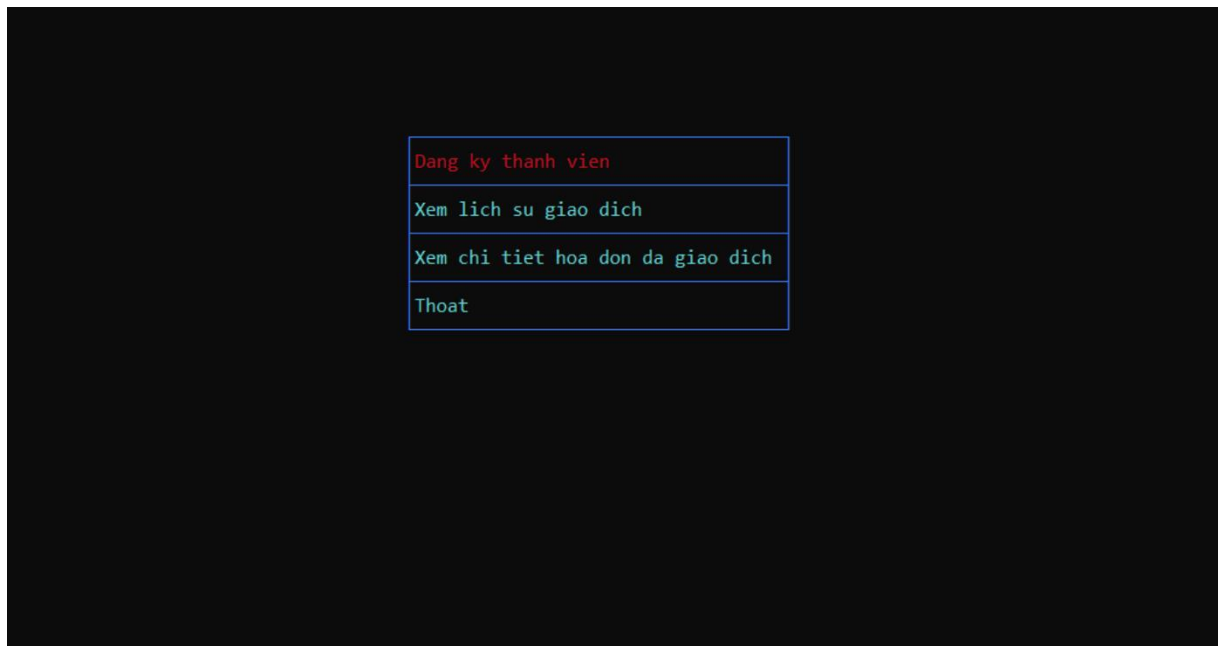 Dang ky thanh vien
Xem lich su giao dich
Xem chi tiet hoa don da giao dich
Thoat